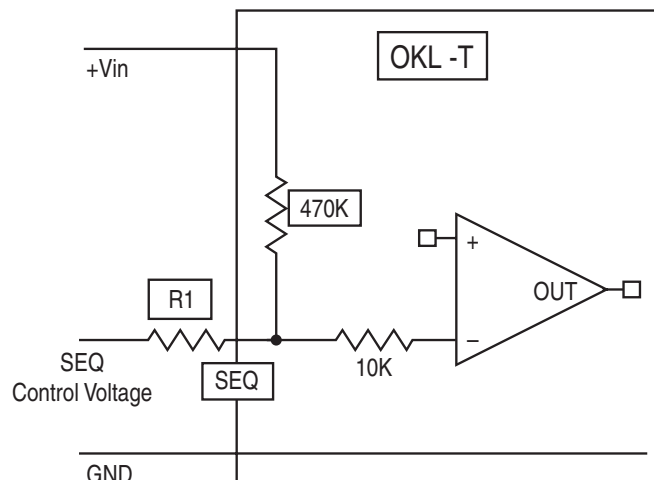 OKL -T
+Vin
470K
+
OUT
R1
–
10K
SEQ
SEQ
Control Voltage
GND